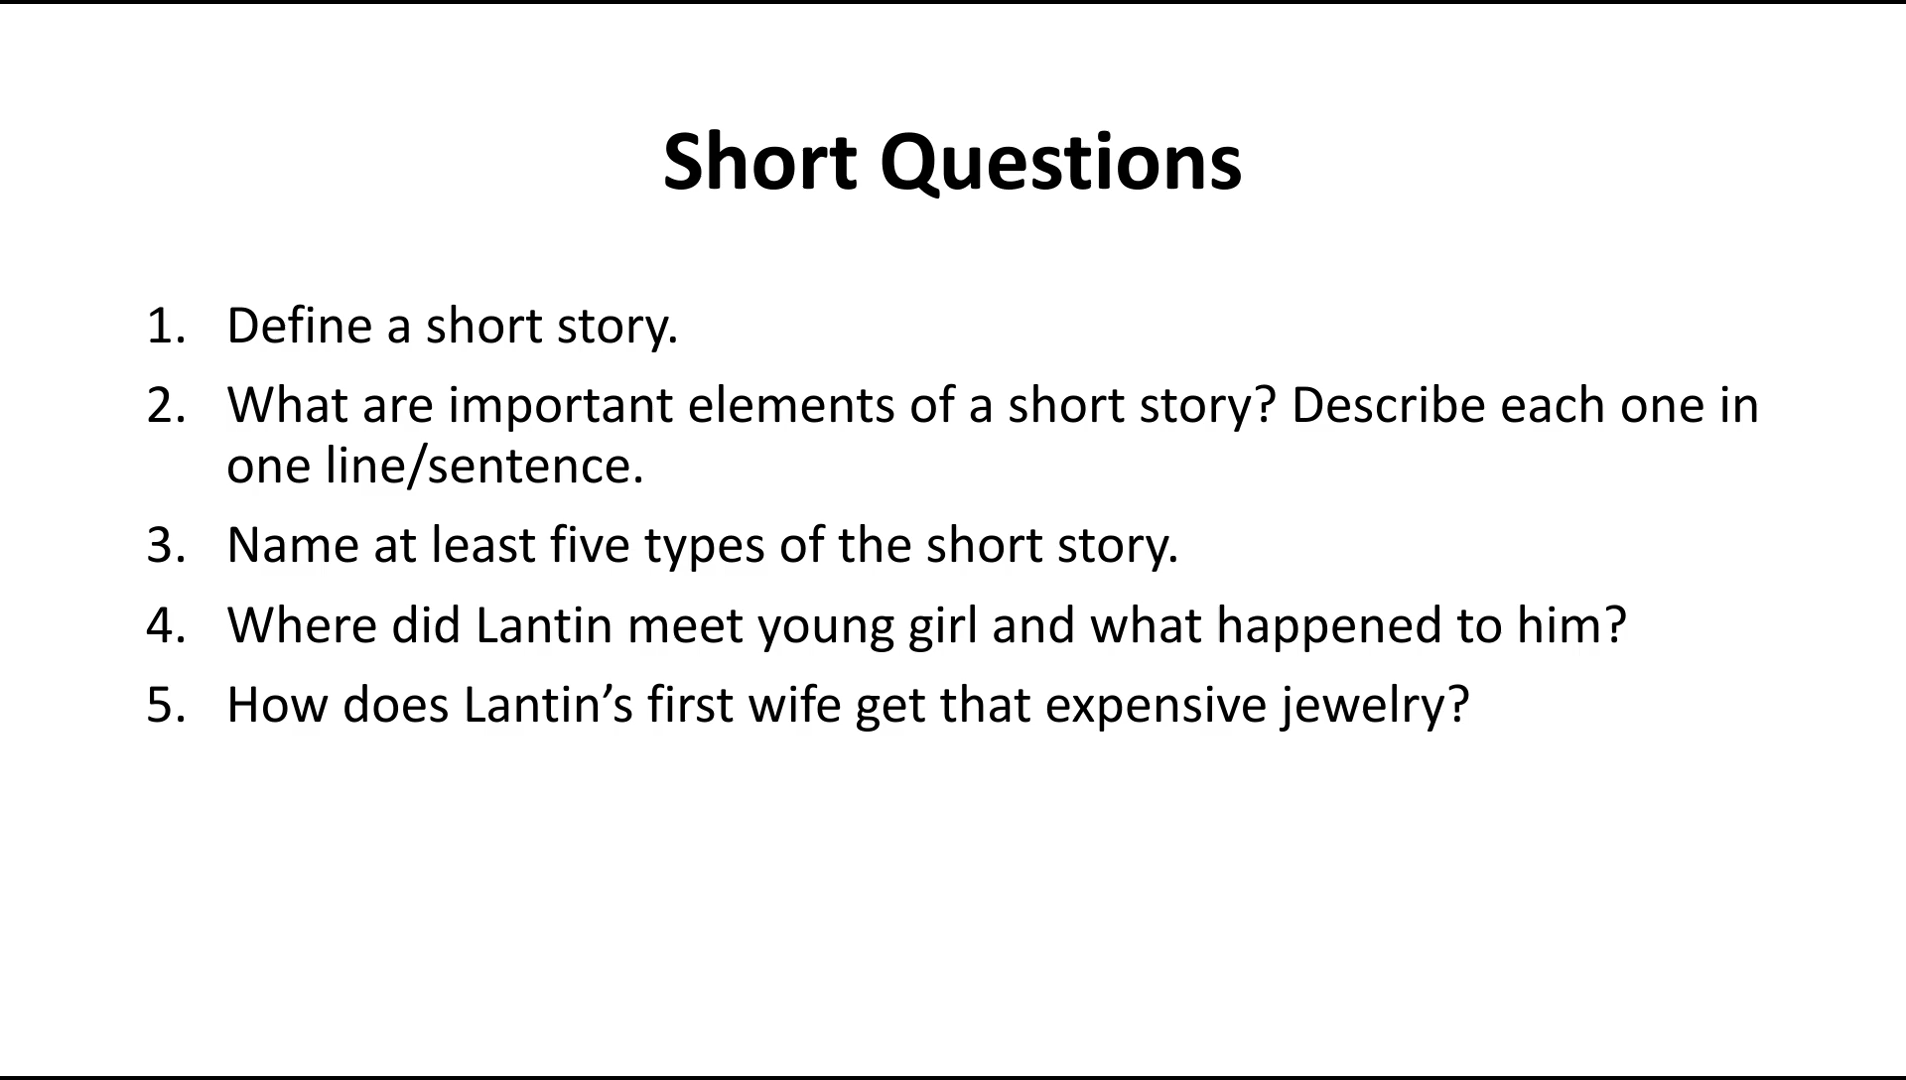 Short Questions
1. Define a short story.
2. What are important elements of a short story? Describe each one in
one line/sentence.
3. Name at least five types of the short story.
4. Where did Lantin meet young girl and what happened to him?
5. How does Lantin’s first wife get that expensive jewelry?